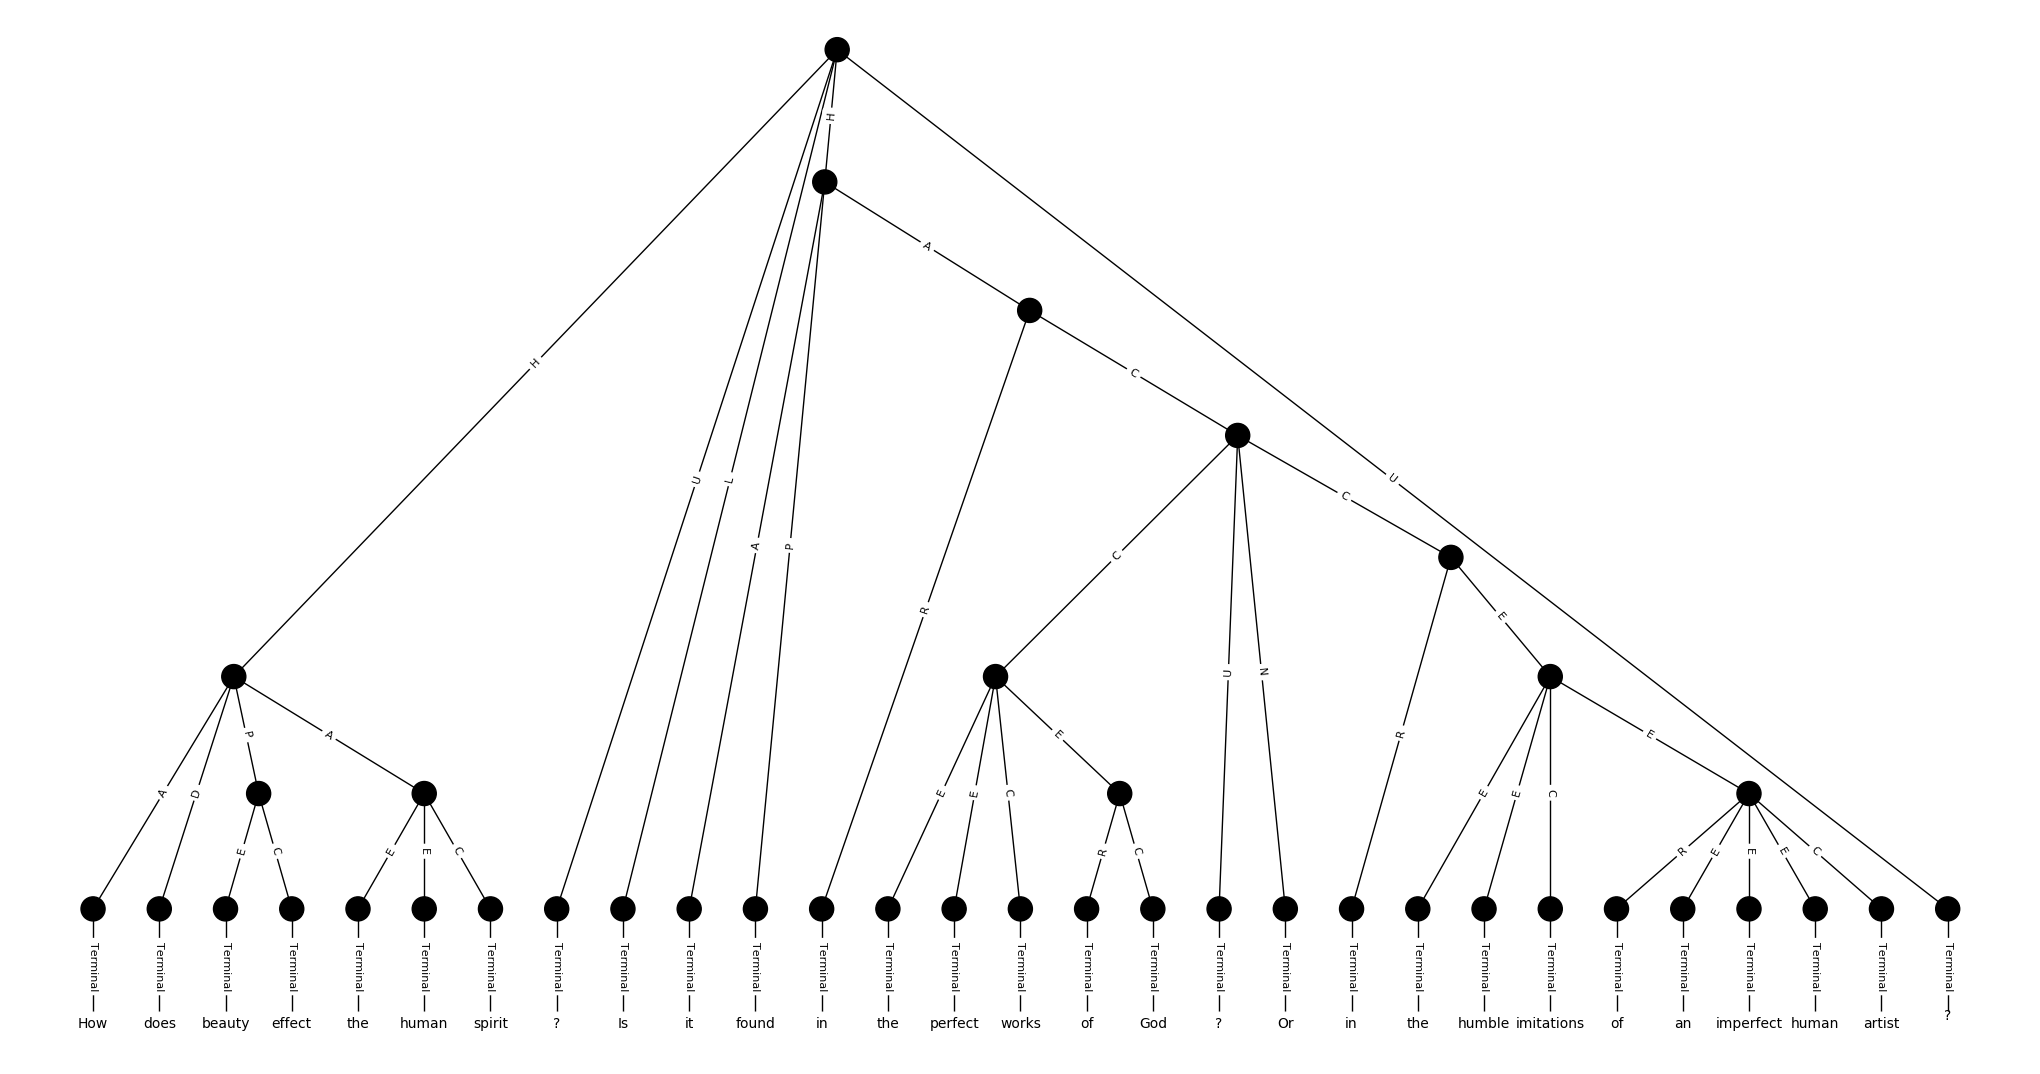 H
A
C
U
L
A
P
C
U
H
R
C
U
N
E
R
A
D
P
A
E
E
C
E
E
E
C
E
E
C
E
E
C
R
C
R
E
E
E
C
Terminal Terminal Terminal Terminal Terminal Terminal Terminal Terminal Terminal Terminal Terminal Terminal Terminal Terminal Terminal Terminal Terminal Terminal Terminal Terminal Terminal Terminal Terminal Terminal Terminal Terminal Terminal Terminal Terminal
How does beauty effect the human spirit ? Is it found in the perfect works of God ? Or in the humble imitations of an imperfect human artist ?